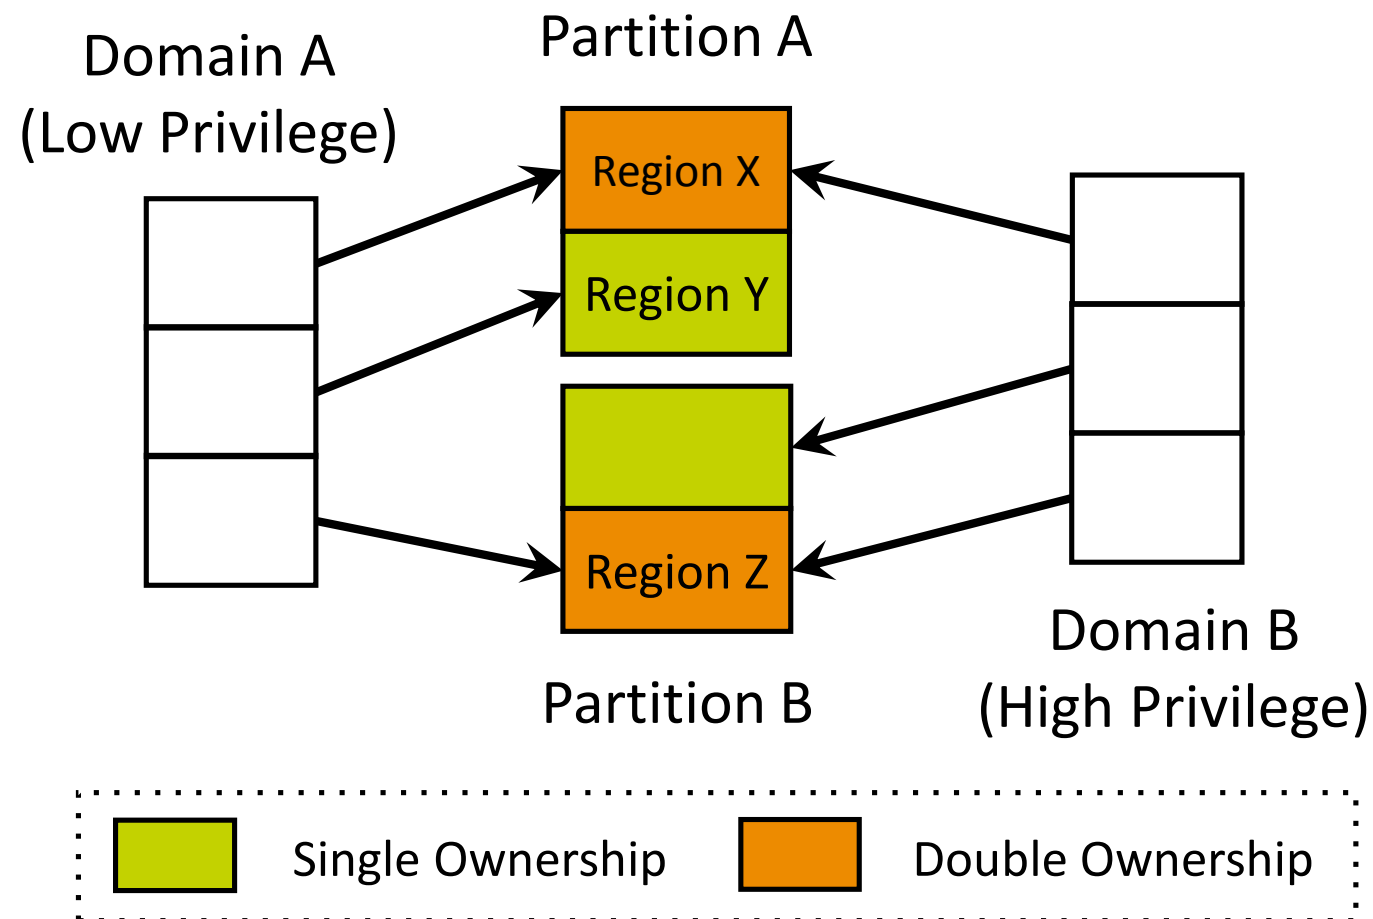 Domain A
(Low Privilege)
Partition A
Region X
Region Y
Region Z
Partition B
Domain B
(High Privilege)
Single Ownership
Double Ownership